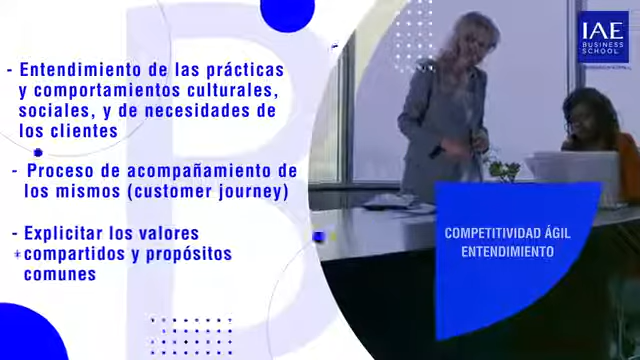 - Entendimiento de las prácticas
y comportamientos culturales,
sociales, y de necesidades de
los clientes
- Proceso de acompañamiento de
los mismos (customer journey)
- Explicitar los valores
compartidos y propósitos
comunes
IAE
BUSINESS
SCHOOL
COMPETITIVIDAD ÁGIL
ENTENDIMIENTO